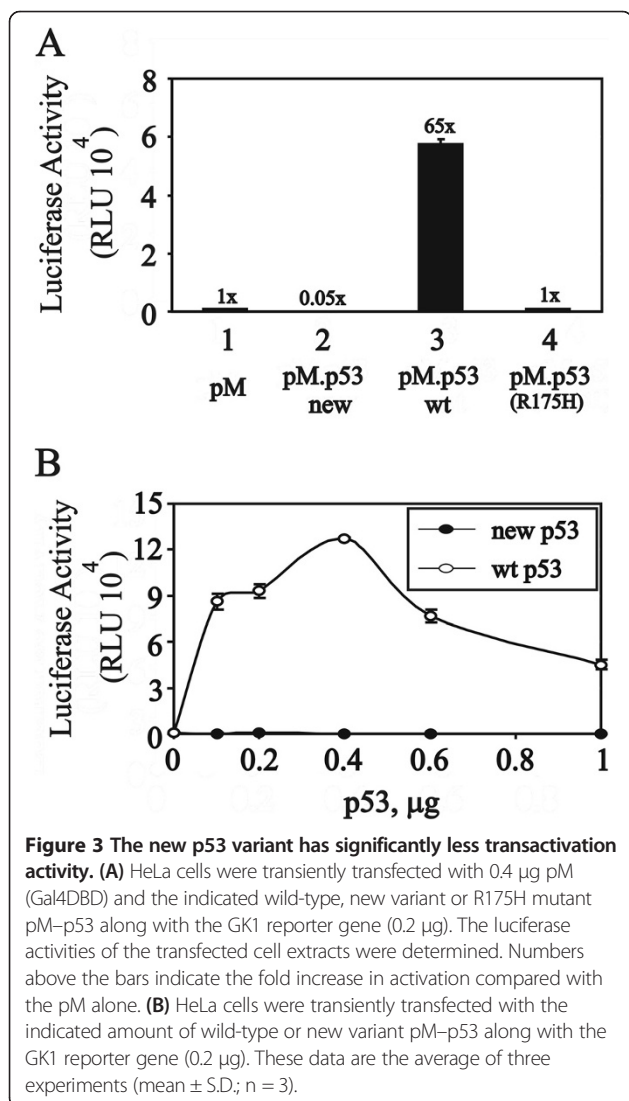 A
Luciferase Activity
(RLU 10⁴)
8
6
4
2
0
1x
0.05x
65x
1x
1
2
3
4
pM
pM.p53
new
pM.p53
wt
pM.p53
(R175H)
B
Luciferase Activity
(RLU 10⁴)
15
12
9
6
3
0
new p53
wt p53
0
0.2
0.4
0.6
0.8
1
p53, μg
Figure 3 The new p53 variant has significantly less transactivation
activity. (A) HeLa cells were transiently transfected with 0.4 μg pM
(Gal4DBD) and the indicated wild-type, new variant or R175H mutant
pM–p53 along with the GK1 reporter gene (0.2 μg). The luciferase
activities of the transfected cell extracts were determined. Numbers
above the bars indicate the fold increase in activation compared with
the pM alone. (B) HeLa cells were transiently transfected with the
indicated amount of wild-type or new variant pM–p53 along with the
GK1 reporter gene (0.2 μg). These data are the average of three
experiments (mean ± S.D.; n = 3).